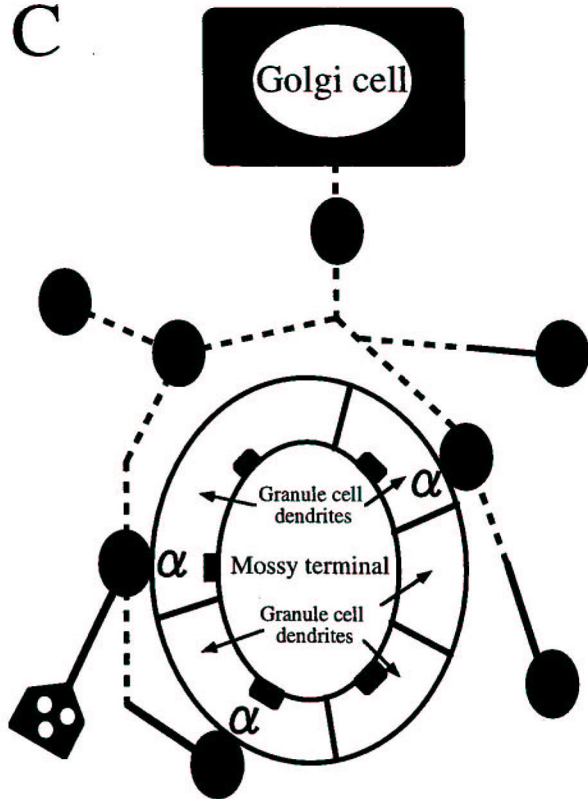 C
Golgi cell
α
Granule cell
dendrites
α
Mossy terminal
Granule cell
dendrites
α